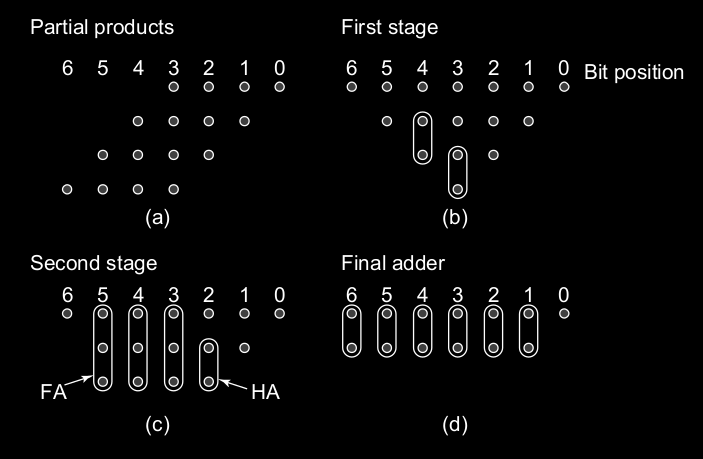 Partial products
6 5 4 3 2 1 0
(a)
First stage
6 5 4 3 2 1 0 Bit position
(b)
Second stage
6 5 4 3 2 1 0
FA
HA
(c)
Final adder
6 5 4 3 2 1 0
(d)